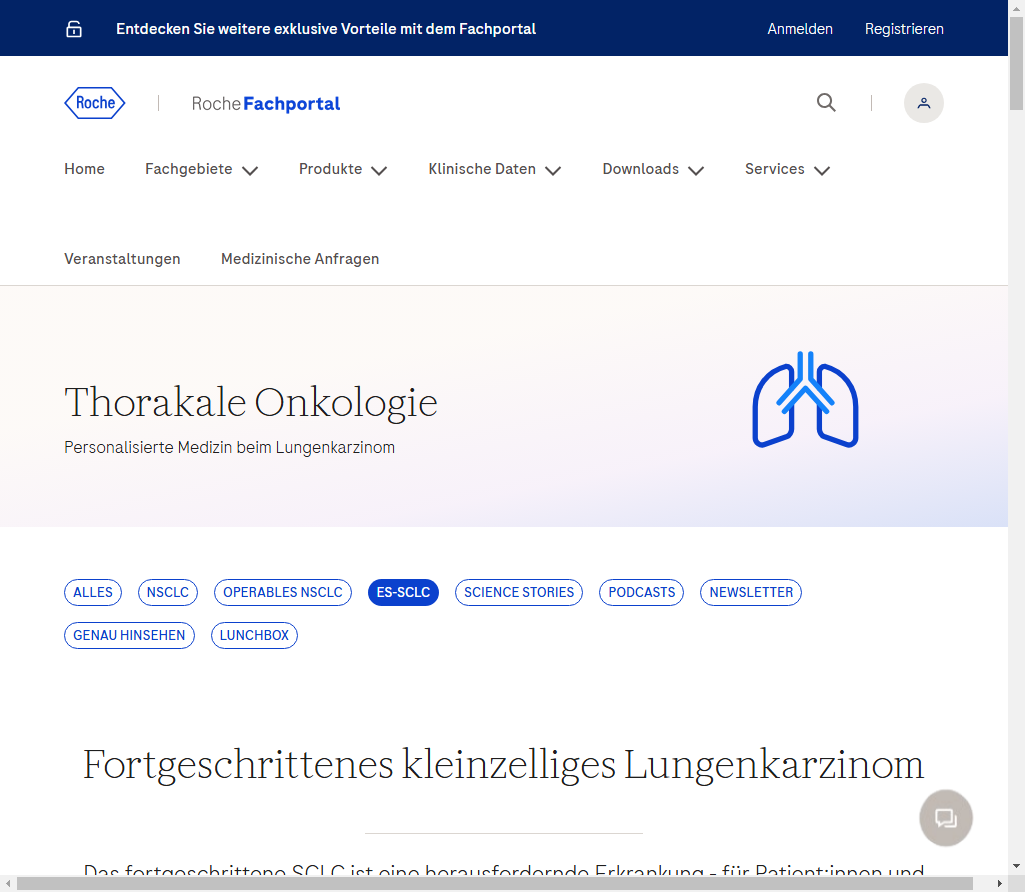 Entdecken Sie weitere exklusive Vorteile mit dem Fachportal
Anmelden
Registrieren
Roche
Roche Fachportal
Home
Fachgebiete
Produkte
Klinische Daten
Downloads
Services
Veranstaltungen
Medizinische Anfragen
Thorakale Onkologie
Personalisierte Medizin beim Lungenkarzinom
ALLES
NSCLC
OPERABLES NSCLC
ES-SCLC
SCIENCE STORIES
PODCASTS
NEWSLETTER
GENAU HINSEHEN
LUNCHBOX
Fortgeschrittenes kleinzelliges Lungenkarzinom
Das fortgeschrittene SCLC ist eine herausfordernde Erkrankung - für Patient:innen und